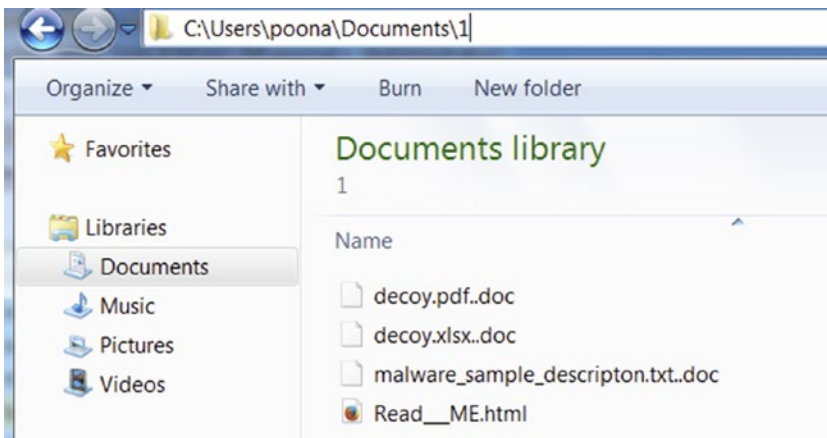 C:\Users\poona\Documents\1
Organize Share with Burn New folder
Favorites
Libraries
Documents
Music
Pictures
Videos
Documents library
1
Name
decoy.pdf..doc
decoy.xlsx..doc
malware_sample_descripton.txt..doc
Read___ME.html